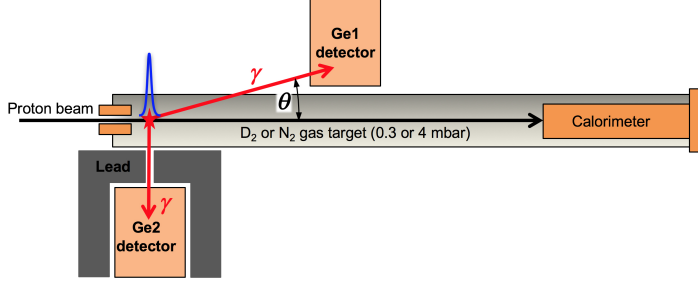 Ge1
detector
γ
θ
Proton beam
D₂ or N₂ gas target (0.3 or 4 mbar)
Calorimeter
Lead
γ
Ge2
detector